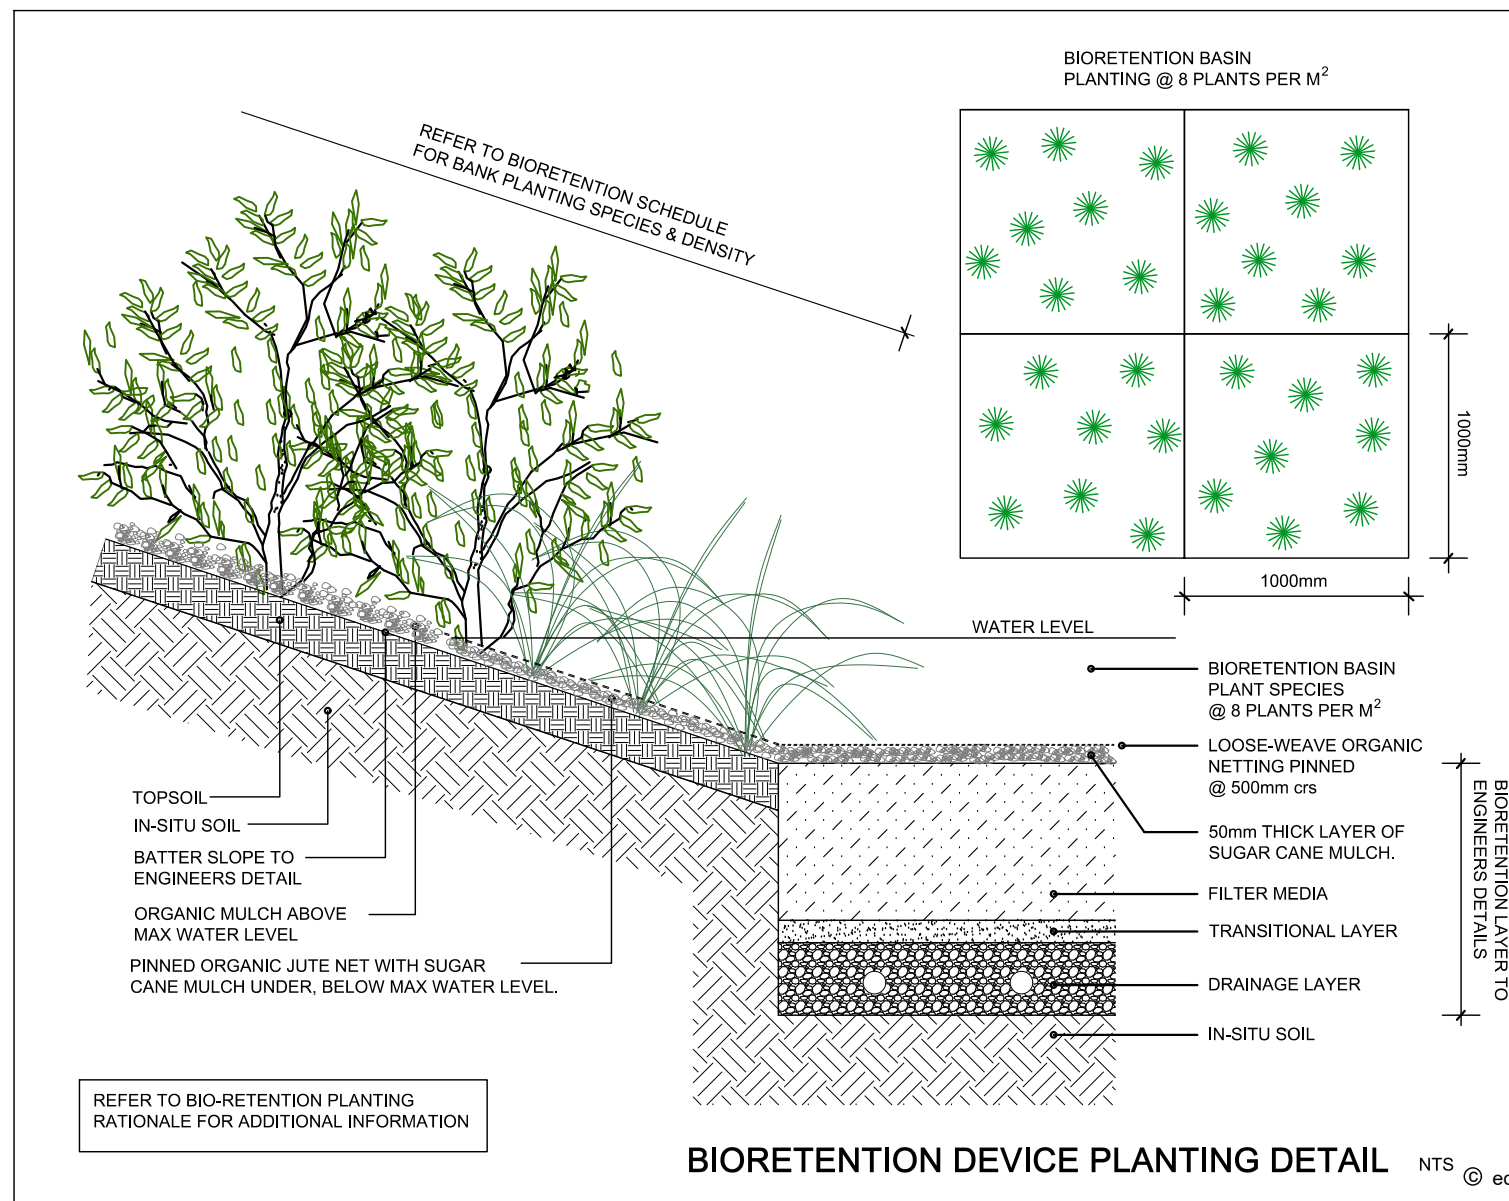 BIORETENTION BASIN
PLANTING @ 8 PLANTS PER M²
REFER TO BIORETENTION SCHEDULE
FOR BANK PLANTING SPECIES & DENSITY
1000mm
1000mm
WATER LEVEL
BIORETENTION BASIN
PLANT SPECIES
@ 8 PLANTS PER M²
LOOSE-WEAVE ORGANIC
NETTING PINNED
@ 500mm crs
50mm THICK LAYER OF
SUGAR CANE MULCH.
FILTER MEDIA
TRANSITIONAL LAYER
DRAINAGE LAYER
IN-SITU SOIL
BIORETENTION LAYER TO
ENGINEERS DETAILS
TOPSOIL
IN-SITU SOIL
BATTER SLOPE TO
ENGINEERS DETAIL
ORGANIC MULCH ABOVE
MAX WATER LEVEL
PINNED ORGANIC JUTE NET WITH SUGAR
CANE MULCH UNDER, BELOW MAX WATER LEVEL.
REFER TO BIO-RETENTION PLANTING
RATIONALE FOR ADDITIONAL INFORMATION
BIORETENTION DEVICE PLANTING DETAIL NTS
©